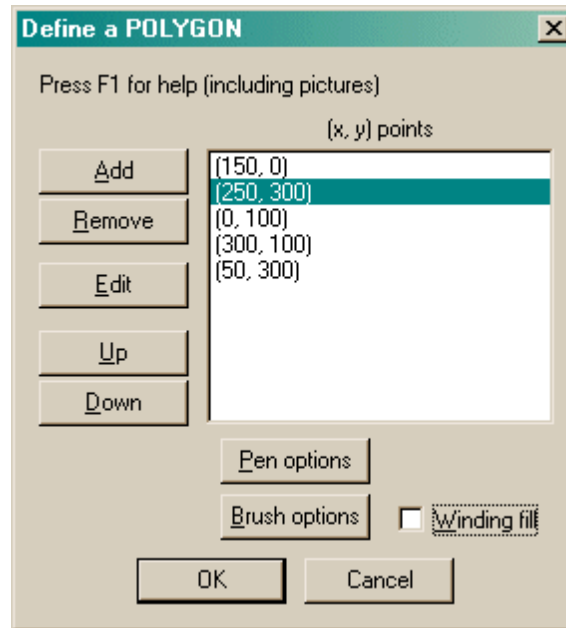 Define a POLYGON
Press F1 for help (including pictures)
(x, y) points
Add
Remove
Edit
Up
Down
(150, 0)
(250, 300)
(0, 100)
(300, 100)
(50, 300)
Pen options
Brush options
Winding fill
OK
Cancel